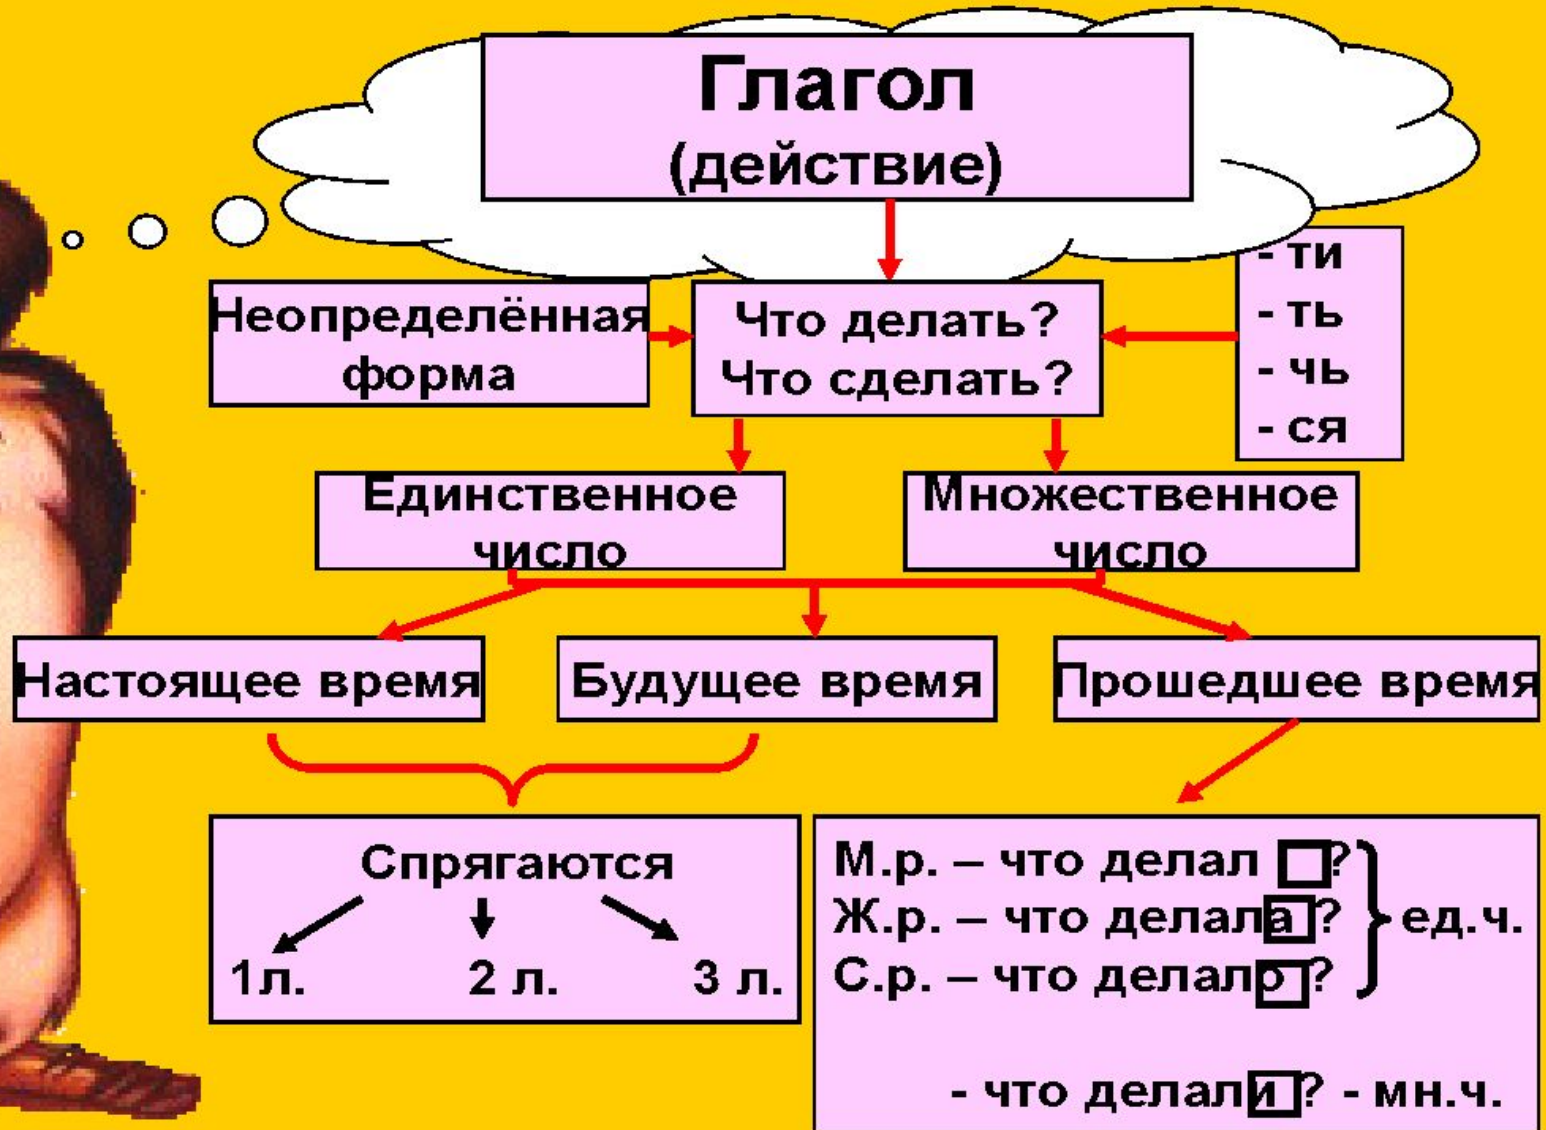 Глагол
(действие)
Неопределённая
форма
Что делать?
Что сделать?
- ти
- ть
- чь
- ся
Единственное
число
Множественное
число
Настоящее время
Будущее время
Прошедшее время
Спрягаются
1л. 2 л. 3 л.
М.р. – что делал ?
Ж.р. – что делала ?
С.р. – что делало ?
ед.ч.
- что делали ? - мн.ч.